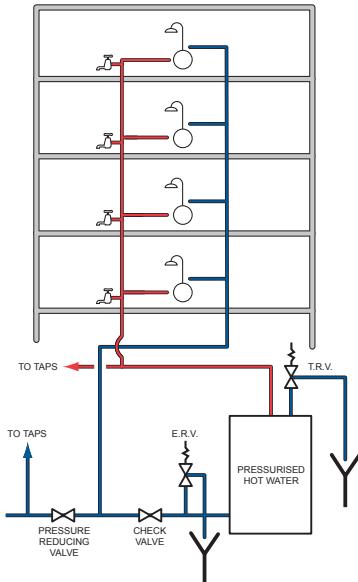 TO TAPS
T.R.V.
TO TAPS
E.R.V.
PRESSURISED
HOT WATER
PRESSURE
REDUCING
VALVE
CHECK
VALVE